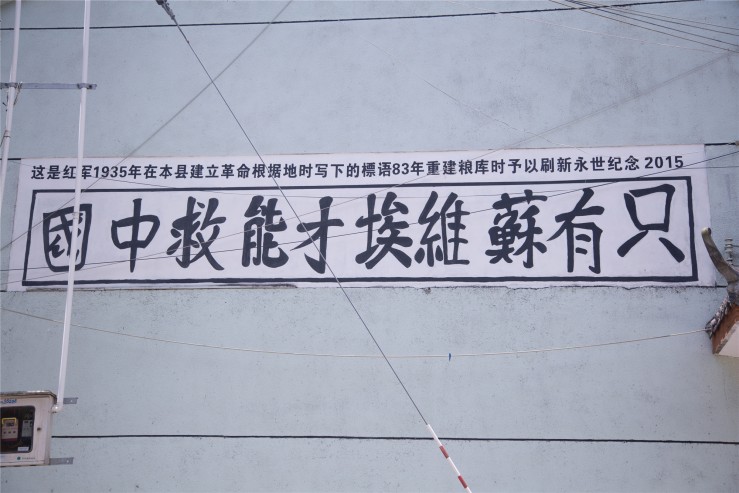 这是红军1935年在本县建立革命根据地时写下的標语83年重建粮库时予以刷新永世纪念 2015
只有蘇維埃才能救中國